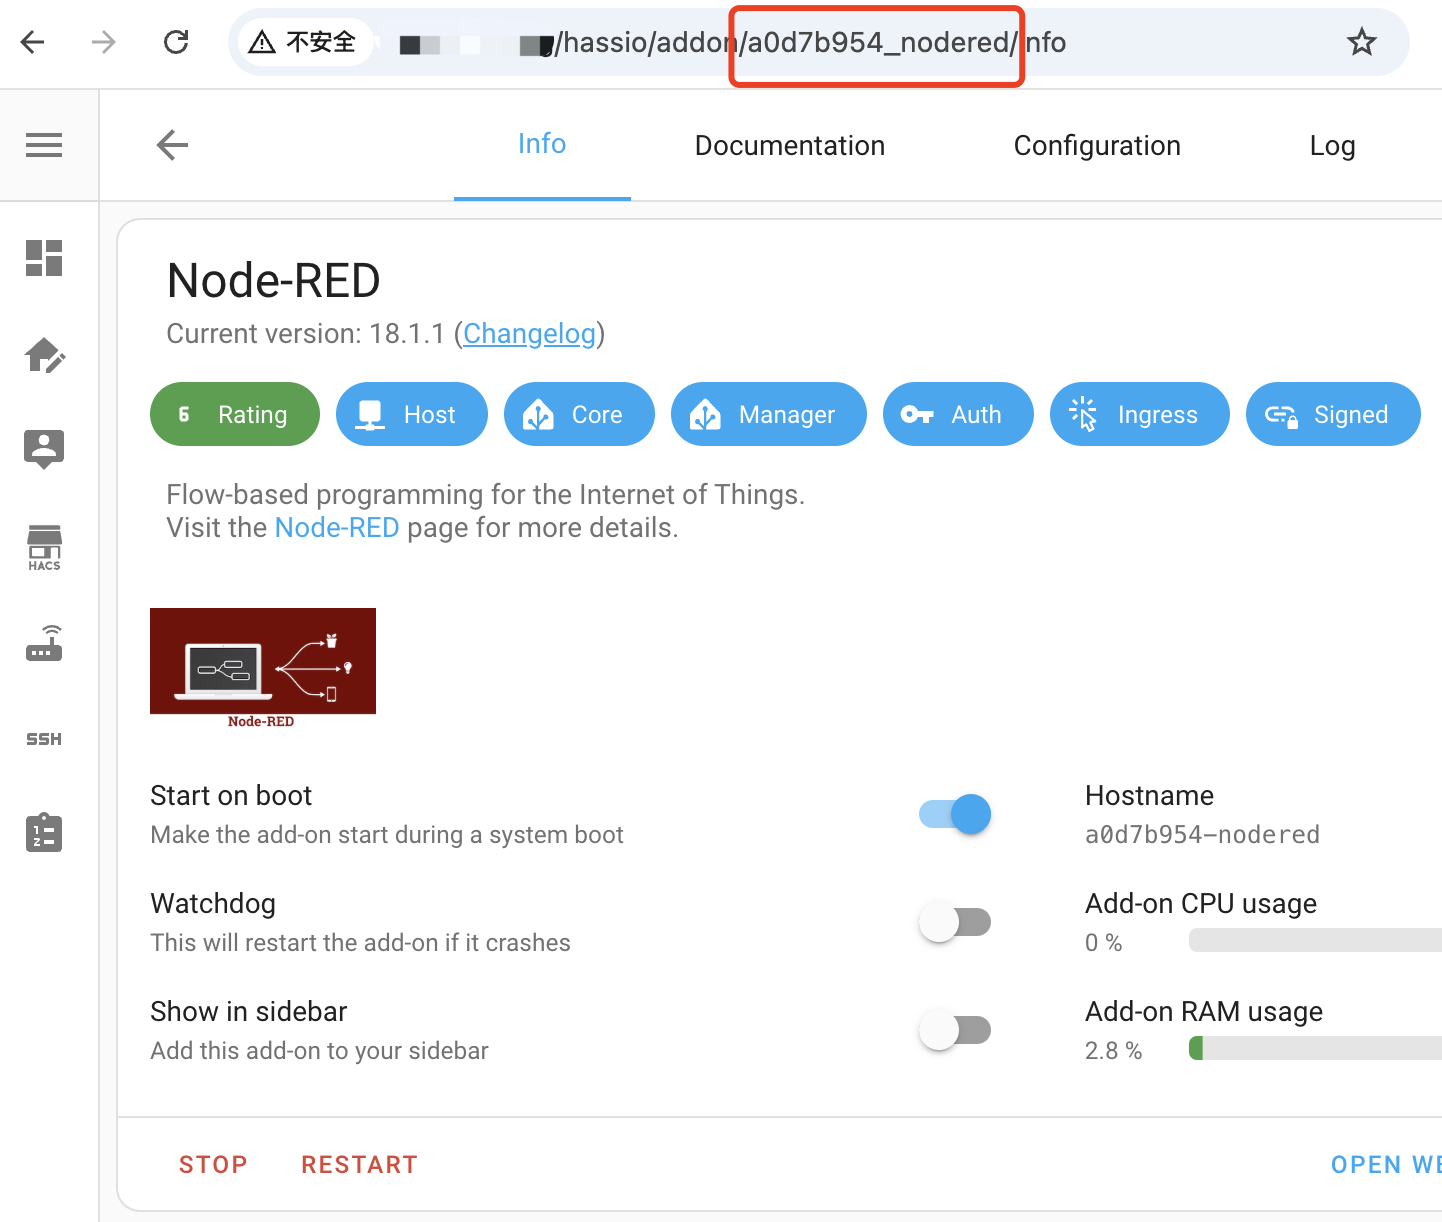 不安全 /hassio/addon/a0d7b954_nodered/info
Info Documentation Configuration Log
Node-RED
Current version: 18.1.1 (Changelog)
6 Rating Host Core Manager Auth Ingress Signed
Flow-based programming for the Internet of Things.
Visit the Node-RED page for more details.
HACS
Node-RED
SSH
Start on boot
Make the add-on start during a system boot
Hostname
a0d7b954-nodered
Watchdog
This will restart the add-on if it crashes
Add-on CPU usage
0 %
Show in sidebar
Add this add-on to your sidebar
Add-on RAM usage
2.8 %
STOP RESTART OPEN WE